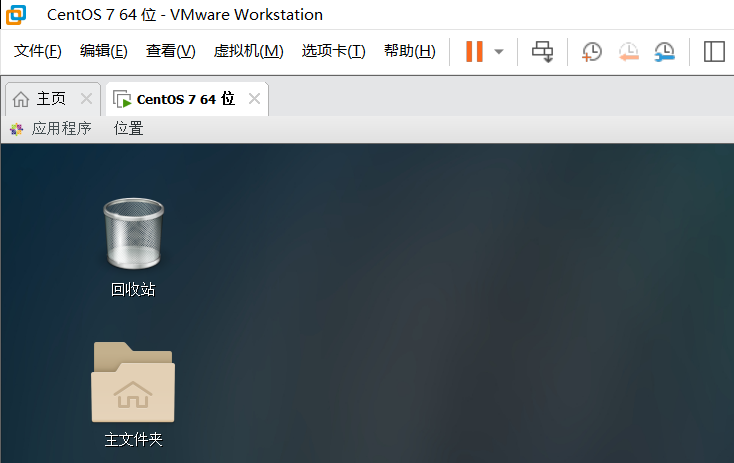 CentOS 7 64 位 - VMware Workstation
文件(F) 编辑(E) 查看(V) 虚拟机(M) 选项卡(T) 帮助(H)
主页 CentOS 7 64 位
应用程序 位置
回收站
主文件夹